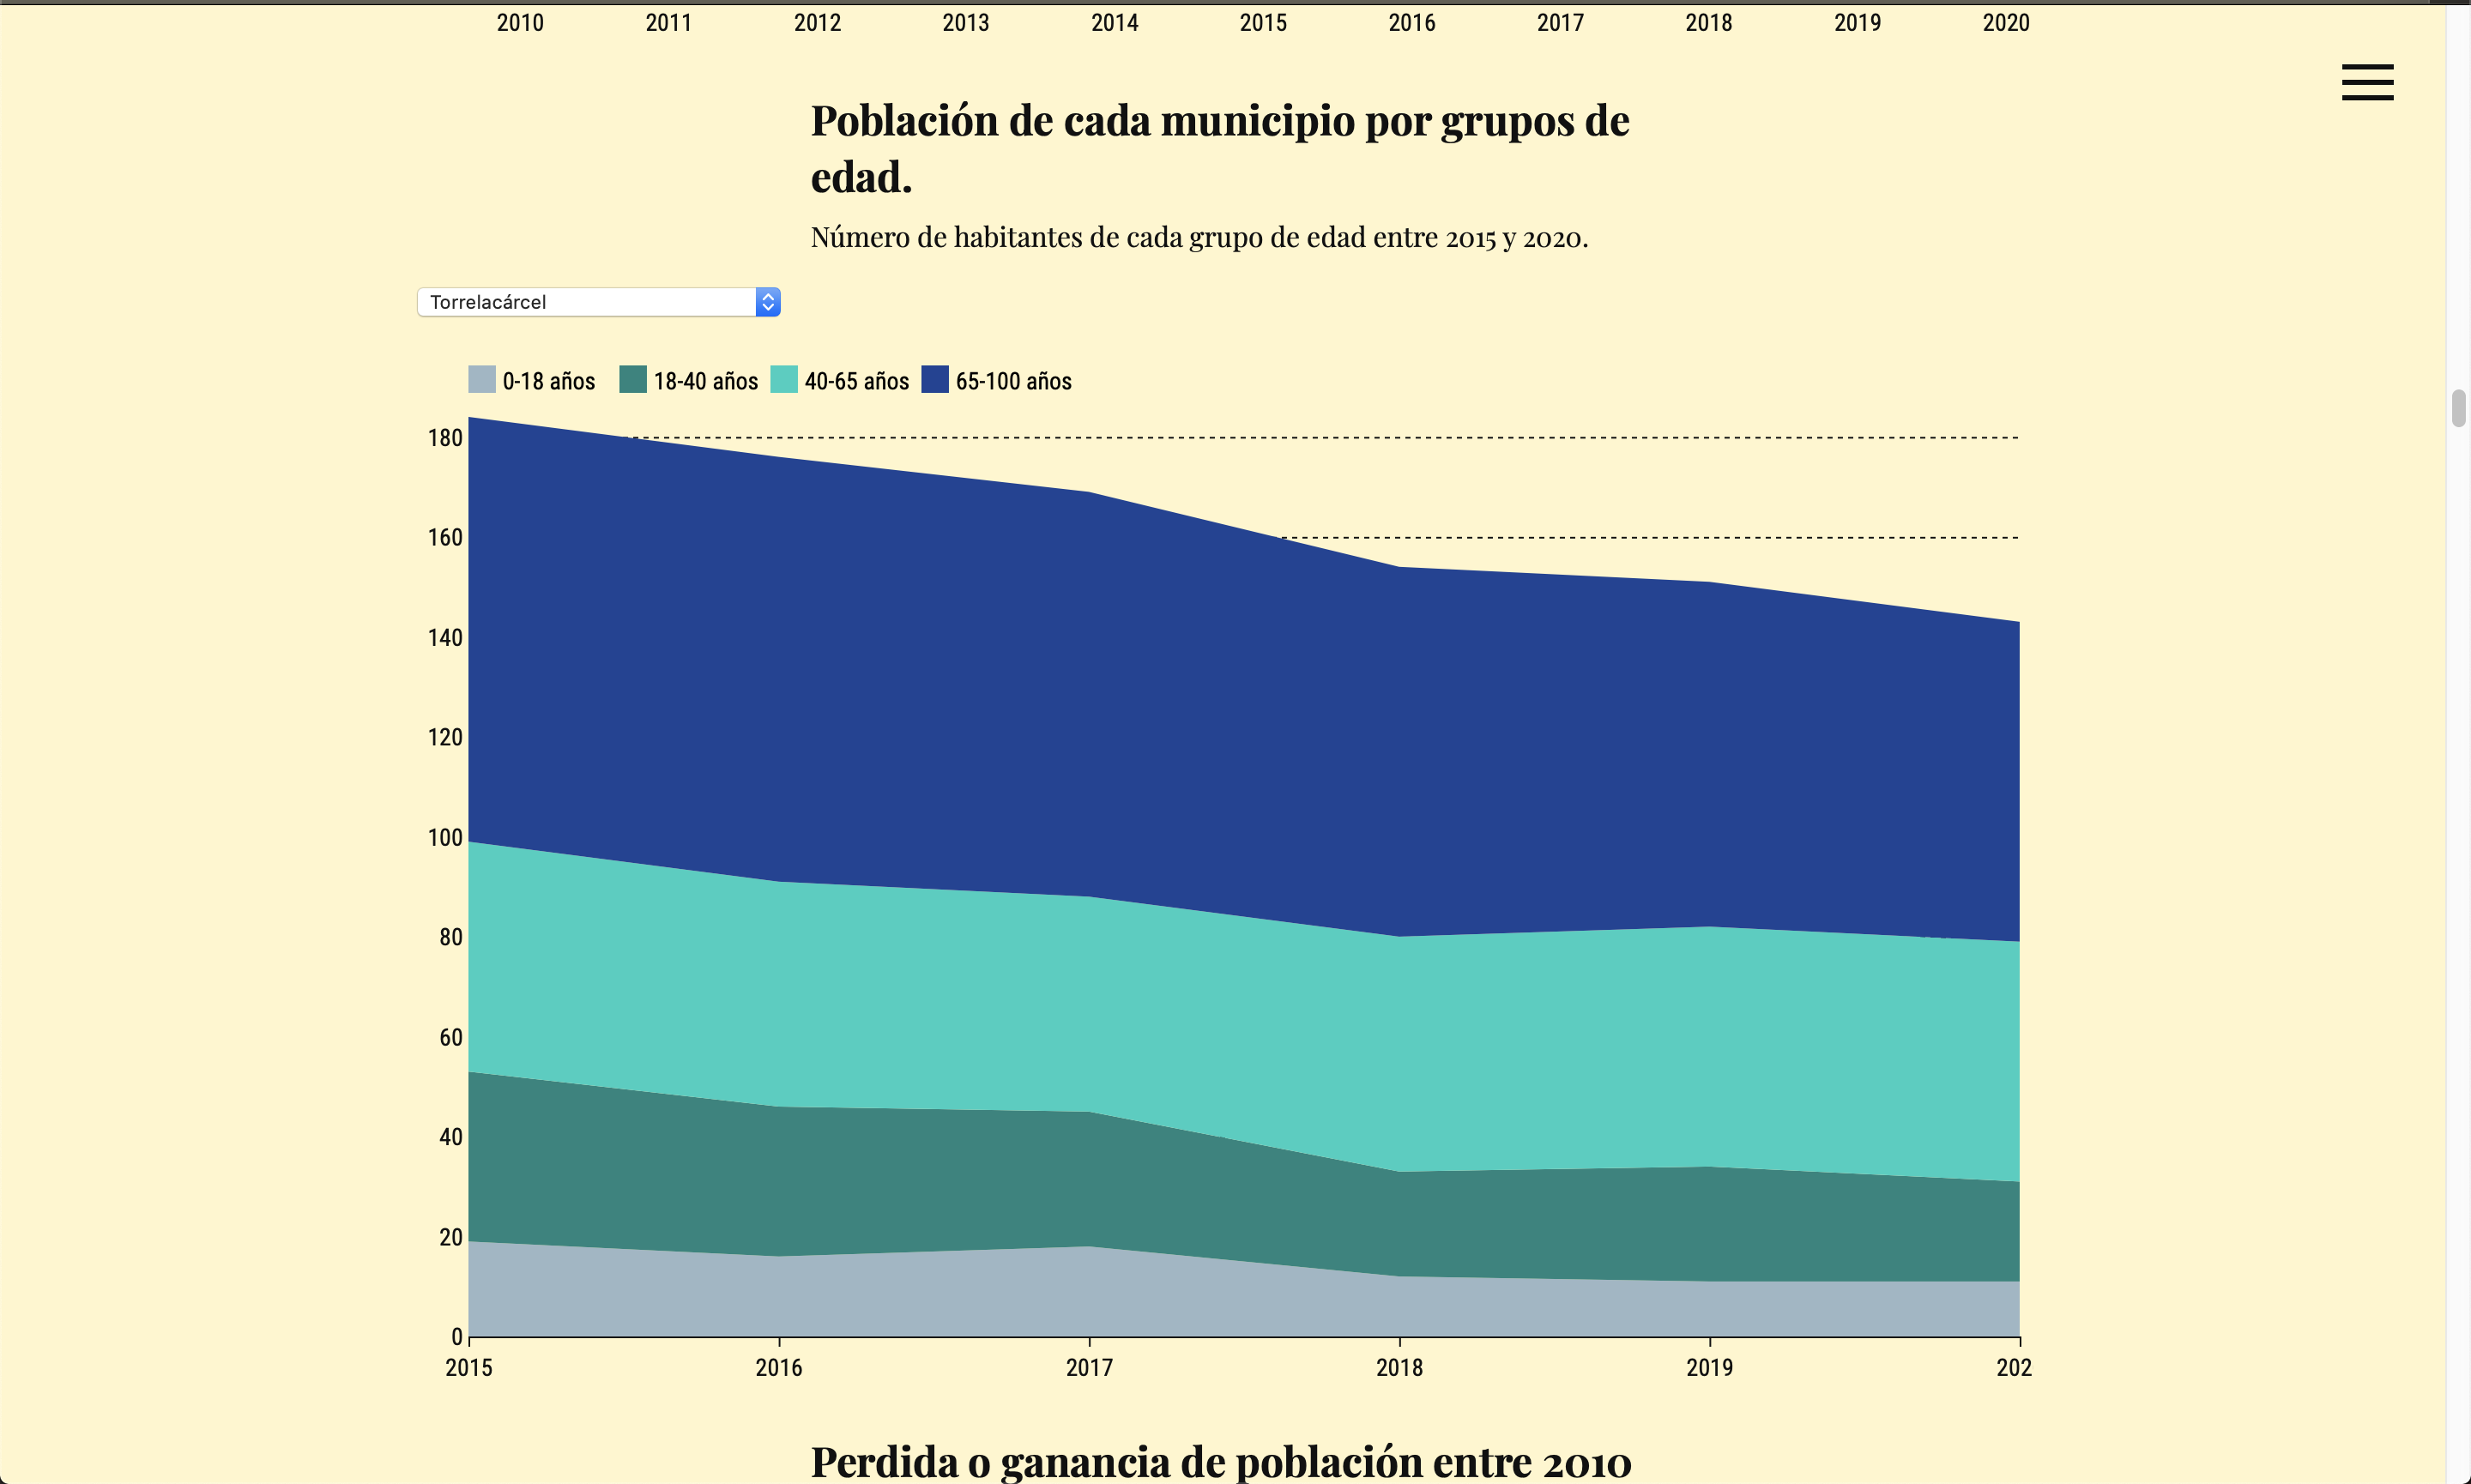 2010 2011 2012 2013 2014 2015 2016 2017 2018 2019 2020
Población de cada municipio por grupos de
edad.
Número de habitantes de cada grupo de edad entre 2015 y 2020.
Torrelacárcel
0-18 años 18-40 años 40-65 años 65-100 años
180
160
140
120
100
80
60
40
20
0
2015 2016 2017 2018 2019 202
Perdida o ganancia de población entre 2010